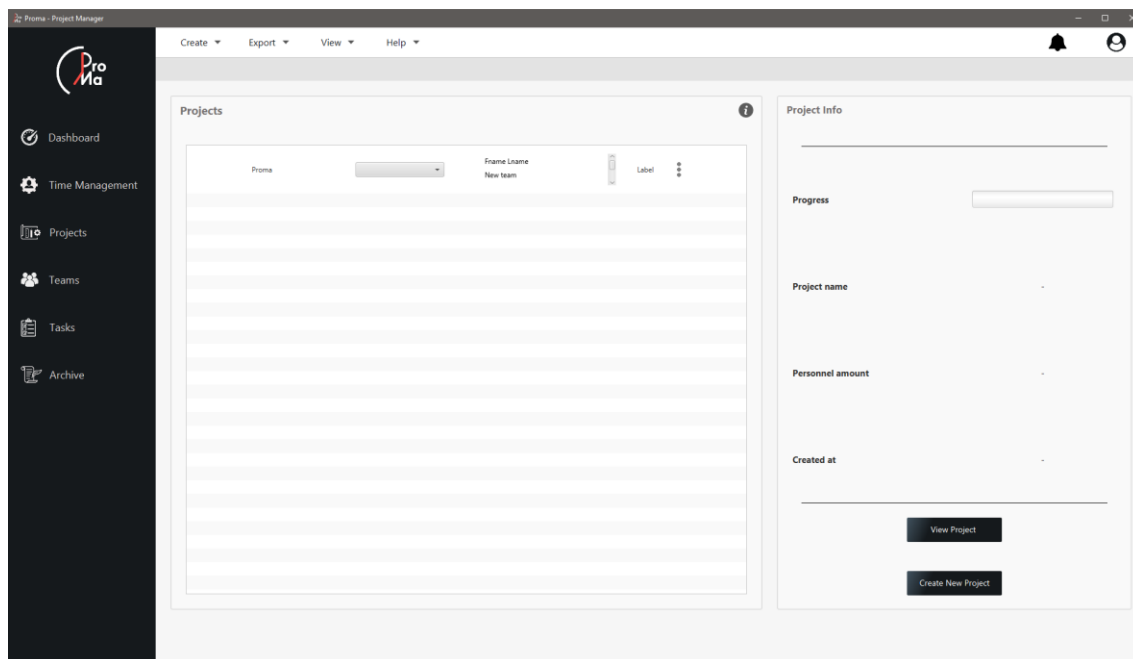 Proma - Project Manager
Create Export View Help
Pro
Ma
Dashboard
Time Management
Projects
Teams
Tasks
Archive
Projects
Proma
Fname Lname
New team
Label
Project Info
Progress
Project name -
Personnel amount -
Created at -
View Project
Create New Project